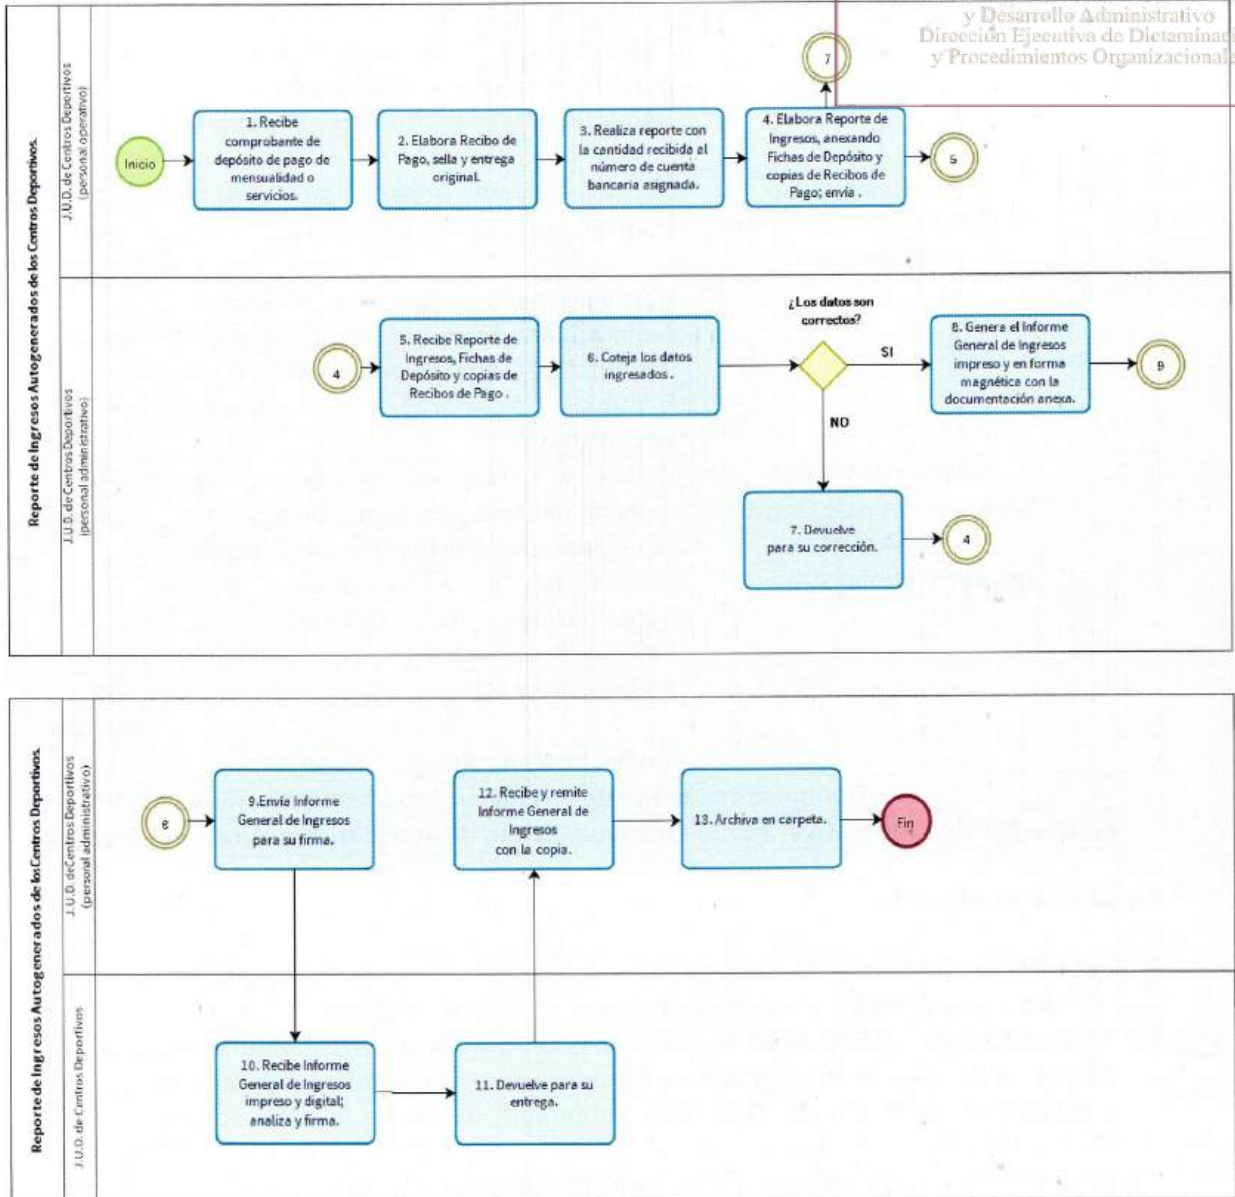 y Desarrollo Administrativo
Dirección Ejecutiva de Dictaminac
y Procedimientos Organizacionale
Reporte de Ingresos Autogenerados de los Centros Deportivos.
J.U.D. de Centros Deportivos
(personal operativo)
Inicio
1. Recibe
comprobante de
depósito de pago de
mensualidad o
servicios.
2. Elabora Recibo de
Pago, sella y entrega
original.
3. Realiza reporte con
la cantidad recibida al
número de cuenta
bancaria asignada.
4. Elabora Reporte de
Ingresos, anexando
Fichas de Depósito y
copias de Recibos de
Pago; envía .
7
5
J.U.D. de Centros Deportivos
(personal administrativo)
4
5. Recibe Reporte de
Ingresos, Fichas de
Depósito y copias de
Recibos de Pago .
6. Coteja los datos
ingresados .
¿Los datos son
correctos?
SI
NO
8. Genera el Informe
General de Ingresos
impreso y en forma
magnética con la
documentación anexa.
9
7. Devuelve
para su corrección.
4
Reporte de Ingresos Autogenerados de los Centros Deportivos.
J.U.D. de Centros Deportivos
(personal administrativo)
8
9.Envía Informe
General de Ingresos
para su firma.
12. Recibe y remite
Informe General de
Ingresos
con la copia.
13. Archiva en carpeta.
Fin
J.U.D. de Centros Deportivos
10. Recibe Informe
General de Ingresos
impreso y digital;
analiza y firma.
11. Devuelve para su
entrega.